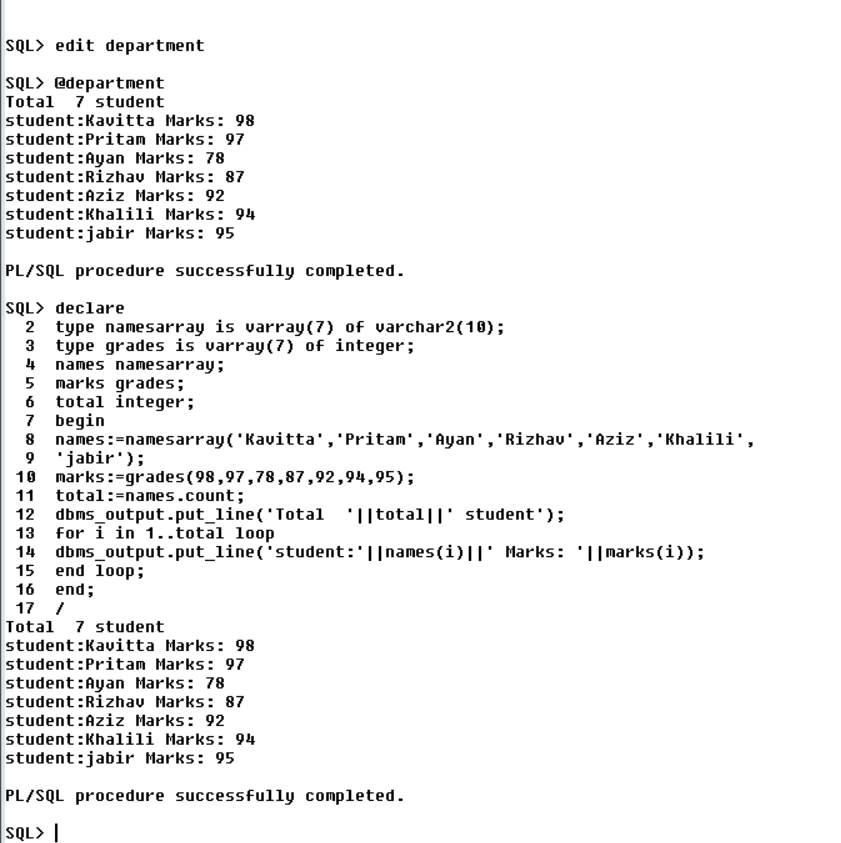 SQL> edit department
SQL> @department
Total  7 student
student:Kavitta Marks: 98
student:Pritam Marks: 97
student:Ayan Marks: 78
student:Rizhav Marks: 87
student:Aziz Marks: 92
student:Khalili Marks: 94
student:jabir Marks: 95
PL/SQL procedure successfully completed.
SQL> declare
  2  type namesarray is varray(7) of varchar2(10);
  3  type grades is varray(7) of integer;
  4  names namesarray;
  5  marks grades;
  6  total integer;
  7  begin
  8  names:=namesarray('Kavitta','Pritam','Ayan','Rizhav','Aziz','Khalili',
  9  'jabir');
 10  marks:=grades(98,97,78,87,92,94,95);
 11  total:=names.count;
 12  dbms_output.put_line('Total  '||total||' student');
 13  for i in 1..total loop
 14  dbms_output.put_line('student:'||names(i)||' Marks: '||marks(i));
 15  end loop;
 16  end;
 17  /
Total  7 student
student:Kavitta Marks: 98
student:Pritam Marks: 97
student:Ayan Marks: 78
student:Rizhav Marks: 87
student:Aziz Marks: 92
student:Khalili Marks: 94
student:jabir Marks: 95
PL/SQL procedure successfully completed.
SQL>